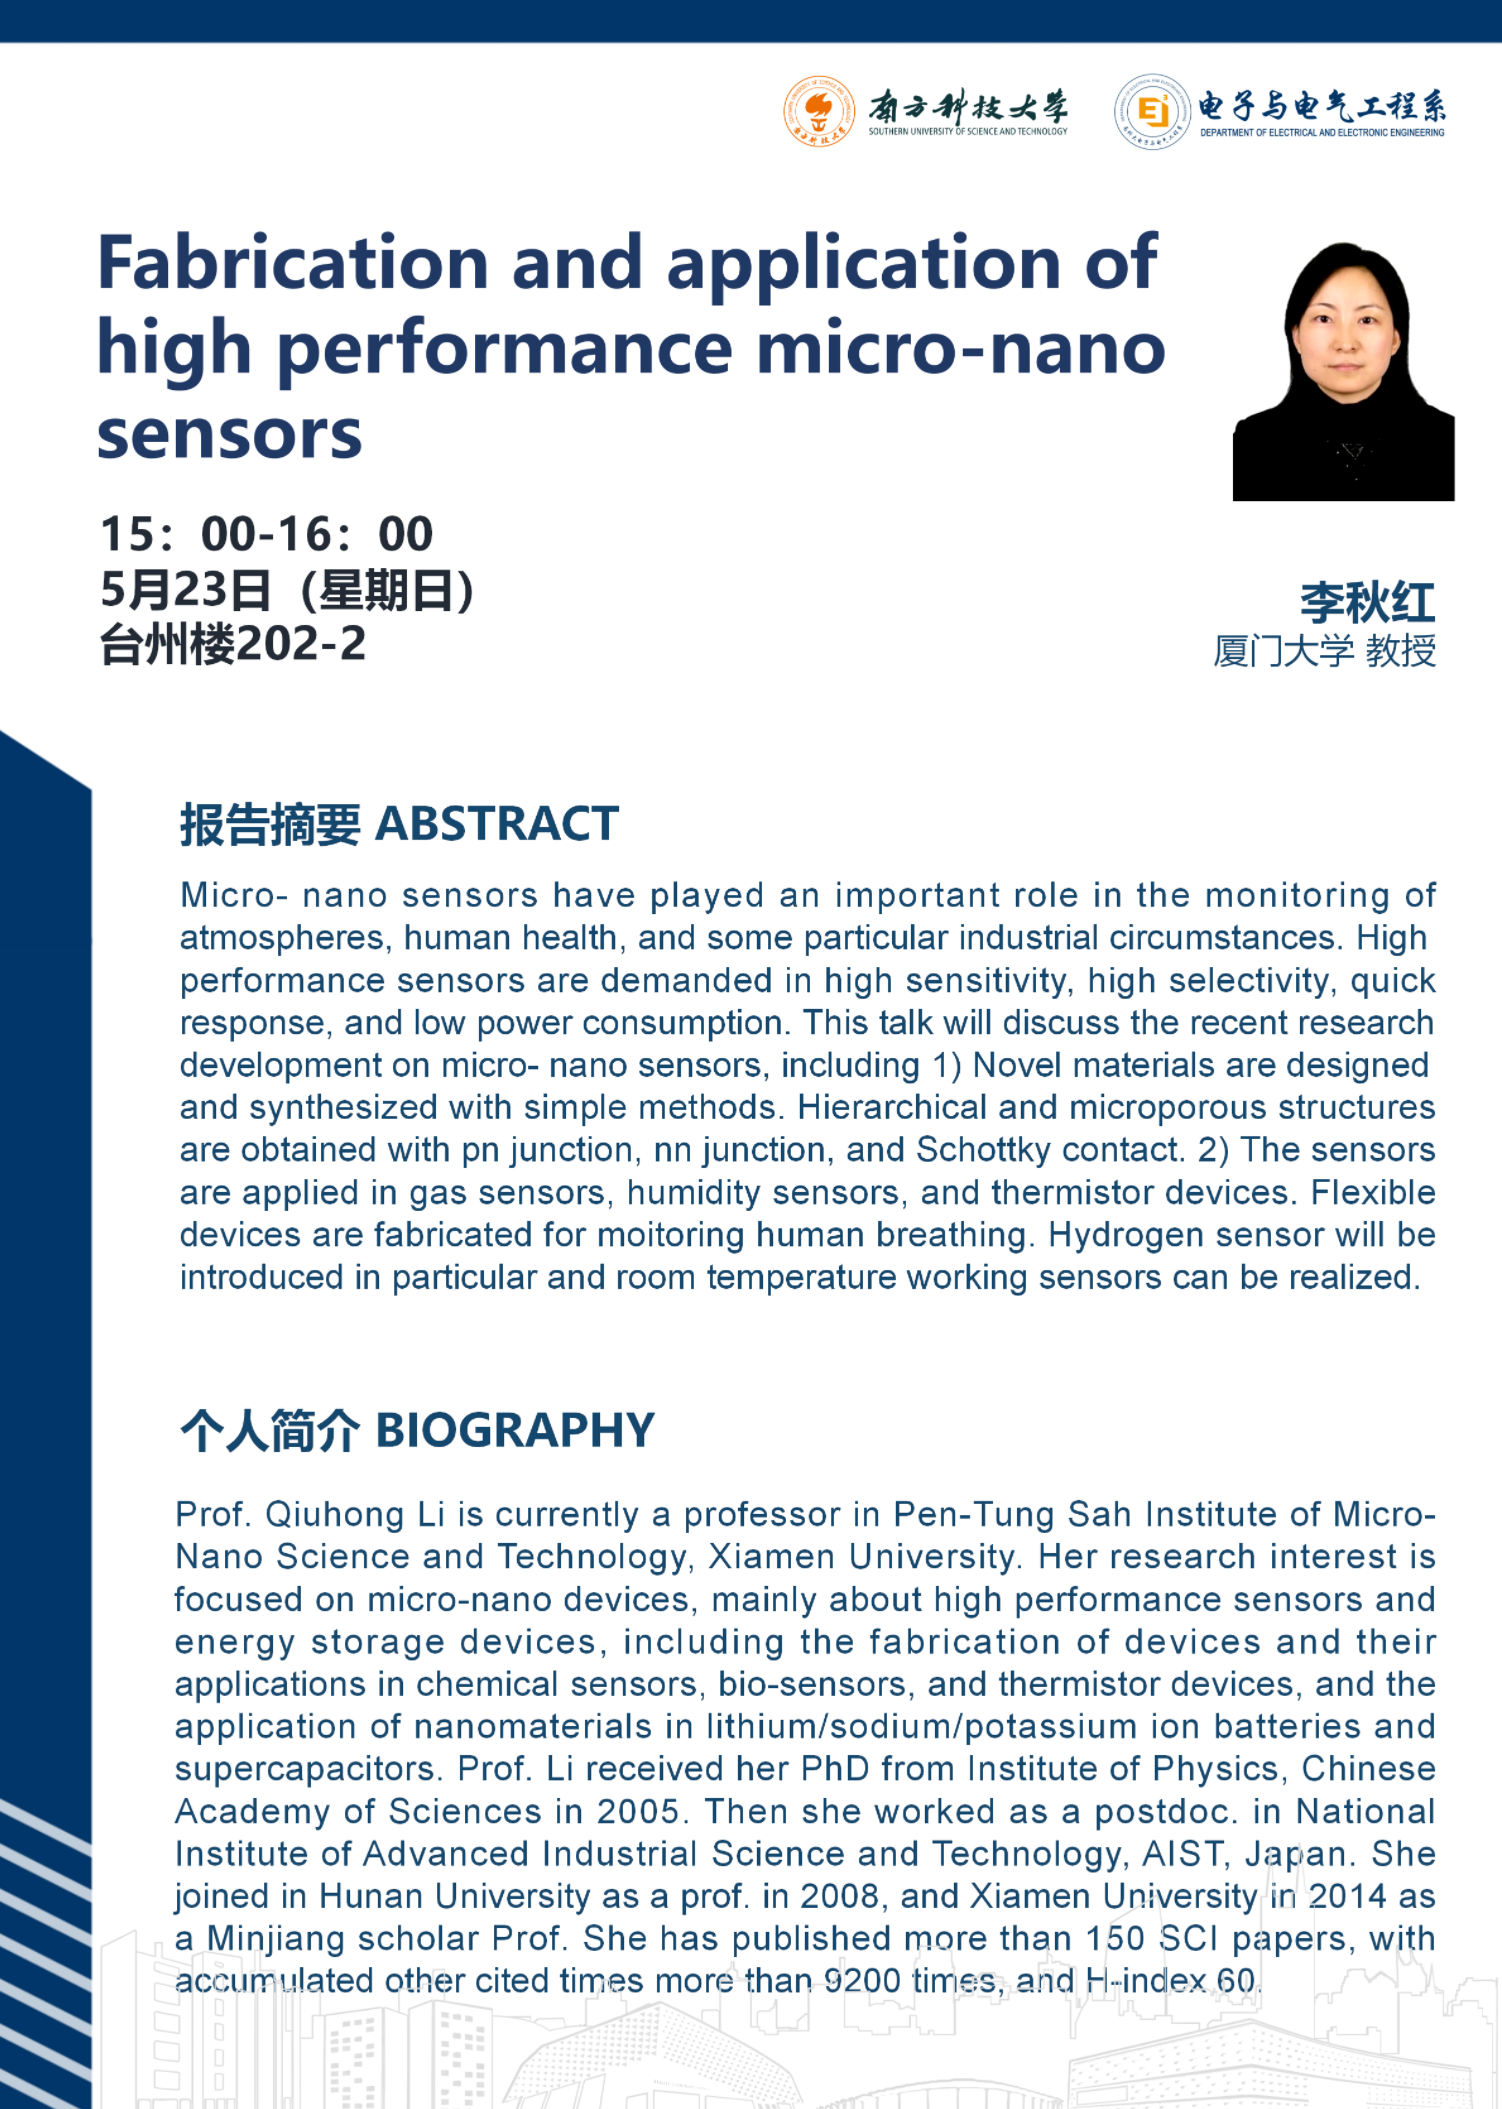 南方科技大学
SOUTHERN UNIVERSITY OF SCIENCE AND TECHNOLOGY
电子与电气工程系
DEPARTMENT OF ELECTRICAL AND ELECTRONIC ENGINEERING
Fabrication and application of
high performance micro-nano
sensors
15：00-16：00
5月23日（星期日）
台州楼202-2
李秋红
厦门大学 教授
报告摘要 ABSTRACT
Micro- nano sensors have played an important role in the monitoring of
atmospheres, human health, and some particular industrial circumstances. High
performance sensors are demanded in high sensitivity, high selectivity, quick
response, and low power consumption. This talk will discuss the recent research
development on micro- nano sensors, including 1) Novel materials are designed
and synthesized with simple methods. Hierarchical and microporous structures
are obtained with pn junction, nn junction, and Schottky contact. 2) The sensors
are applied in gas sensors, humidity sensors, and thermistor devices. Flexible
devices are fabricated for moitoring human breathing. Hydrogen sensor will be
introduced in particular and room temperature working sensors can be realized.
个人简介 BIOGRAPHY
Prof. Qiuhong Li is currently a professor in Pen-Tung Sah Institute of Micro-
Nano Science and Technology, Xiamen University. Her research interest is
focused on micro-nano devices, mainly about high performance sensors and
energy storage devices, including the fabrication of devices and their
applications in chemical sensors, bio-sensors, and thermistor devices, and the
application of nanomaterials in lithium/sodium/potassium ion batteries and
supercapacitors. Prof. Li received her PhD from Institute of Physics, Chinese
Academy of Sciences in 2005. Then she worked as a postdoc. in National
Institute of Advanced Industrial Science and Technology, AIST, Japan. She
joined in Hunan University as a prof. in 2008, and Xiamen University in 2014 as
a Minjiang scholar Prof. She has published more than 150 SCI papers, with
accumulated other cited times more than 9200 times, and H-index 60.